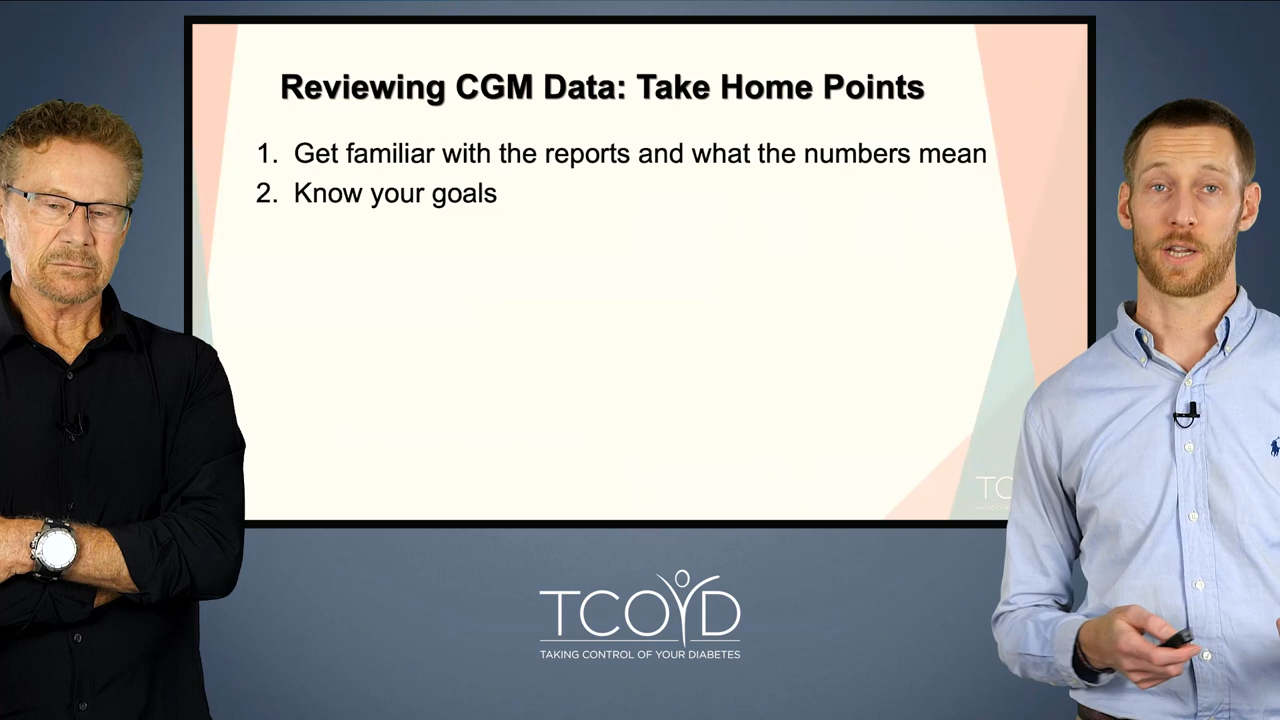 Reviewing CGM Data: Take Home Points
1. Get familiar with the reports and what the numbers mean
2. Know your goals
TC
TCOYD
TAKING CONTROL OF YOUR DIABETES